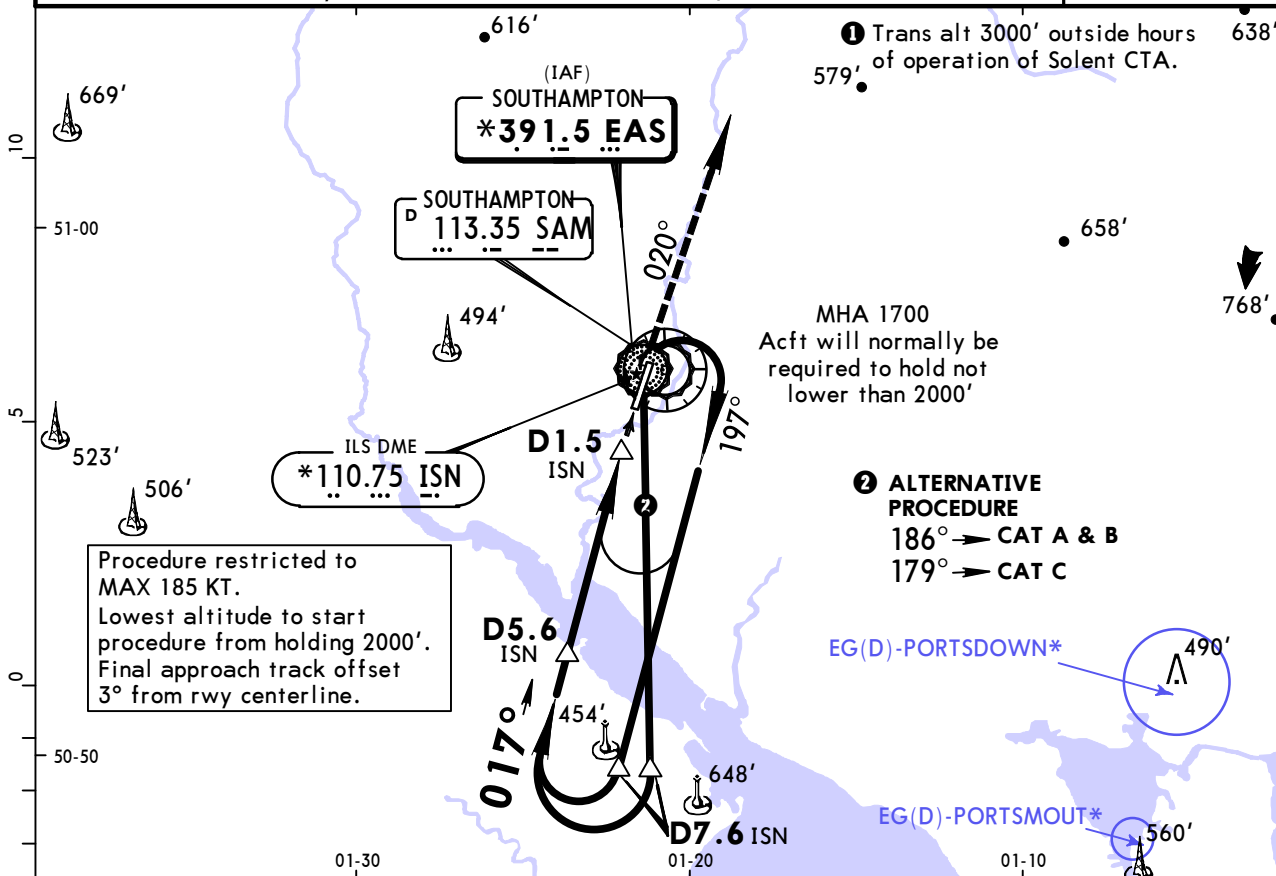 616'
❶ Trans alt 3000' outside hours
of operation of Solent CTA.
638'
579'
669'
(IAF)
SOUTHAMPTON
*391.5 EAS
10
SOUTHAMPTON
D 113.35 SAM
51-00
020°
658'
768'
494'
MHA 1700
Acft will normally be
required to hold not
lower than 2000'
5
197°
523'
D1.5
ISN
ILS DME
*110.75 ISN
506'
❷
❷ ALTERNATIVE
PROCEDURE
186° CAT A & B
179° CAT C
Procedure restricted to
MAX 185 KT.
Lowest altitude to start
procedure from holding 2000'.
Final approach track offset
3° from rwy centerline.
D5.6
ISN
EG(D)-PORTSDOWN*
490'
0
017°
454'
50-50
648'
D7.6 ISN
EG(D)-PORTSMOUT*
560'
01-30
01-20
01-10